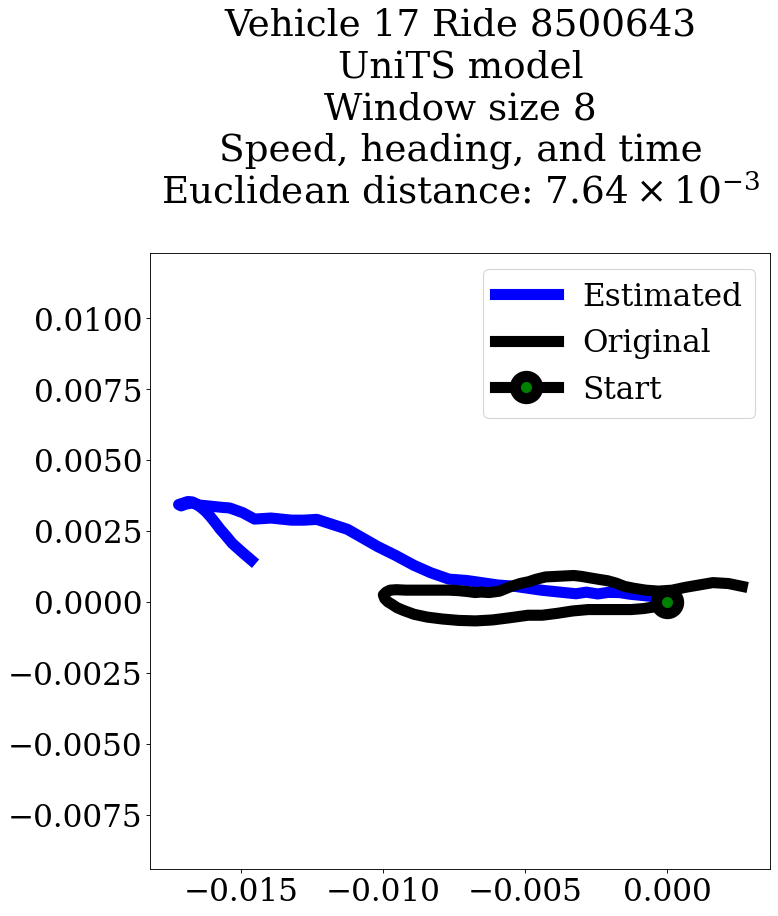 Vehicle 17 Ride 8500643
UniTS model
Window size 8
Speed, heading, and time
Euclidean distance: 7.64 × 10⁻³
Estimated
Original
Start
0.0100
0.0075
0.0050
0.0025
0.0000
−0.0025
−0.0050
−0.0075
−0.015 −0.010 −0.005 0.000